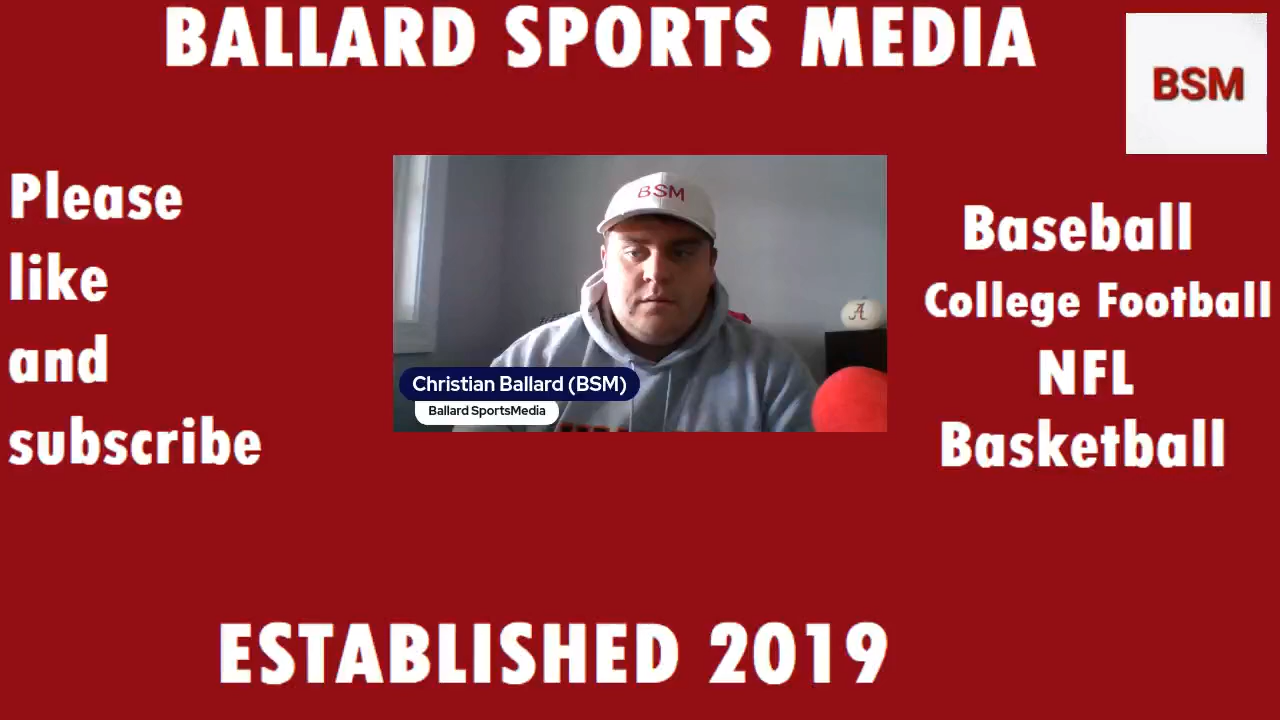 BALLARD SPORTS MEDIA
BSM
Please
like
and
subscribe
BSM
Christian Ballard (BSM)
Ballard SportsMedia
A
Baseball
College Football
NFL
Basketball
ESTABLISHED 2019